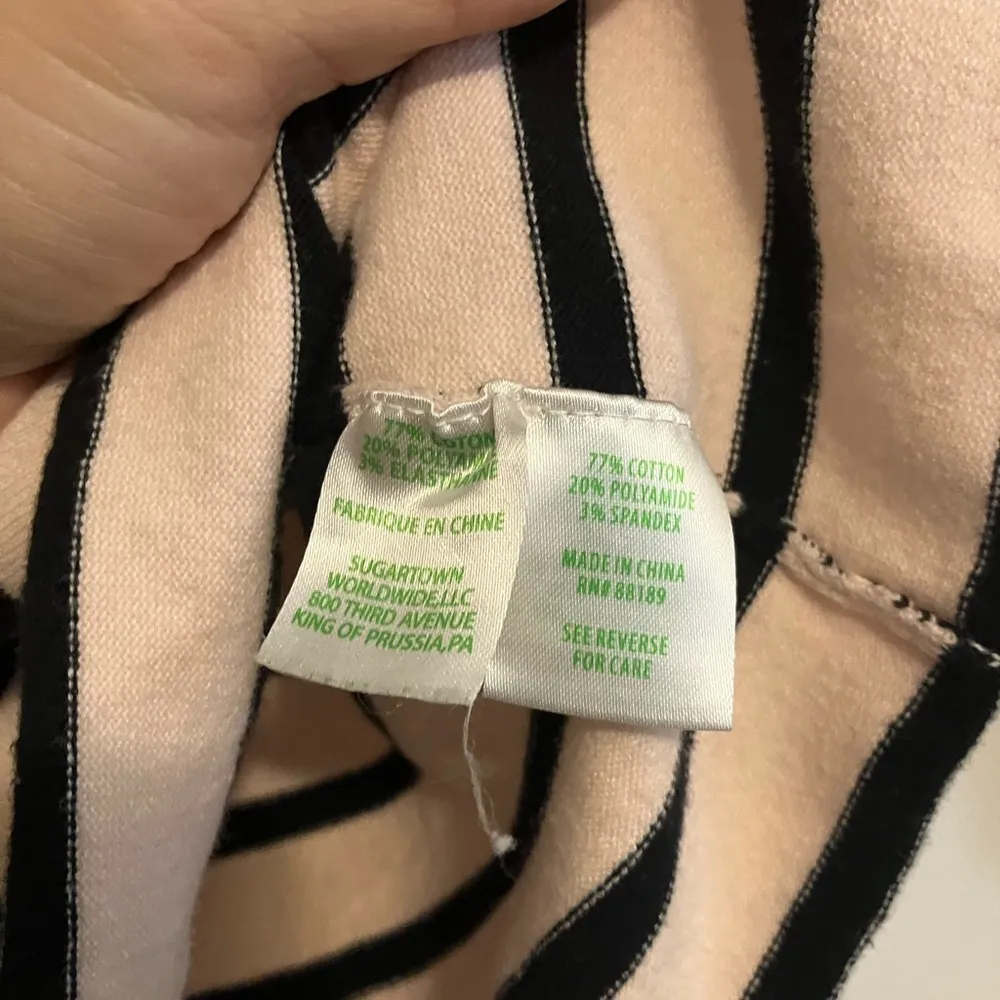 77% COTTON
20% POLYAMIDE
3% ELASTHANE
FABRIQUE EN CHINE
SUGARTOWN
WORLDWIDE,LLC
800 THIRD AVENUE
KING OF PRUSSIA,PA
77% COTTON
20% POLYAMIDE
3% SPANDEX
MADE IN CHINA
RN# 88189
SEE REVERSE
FOR CARE